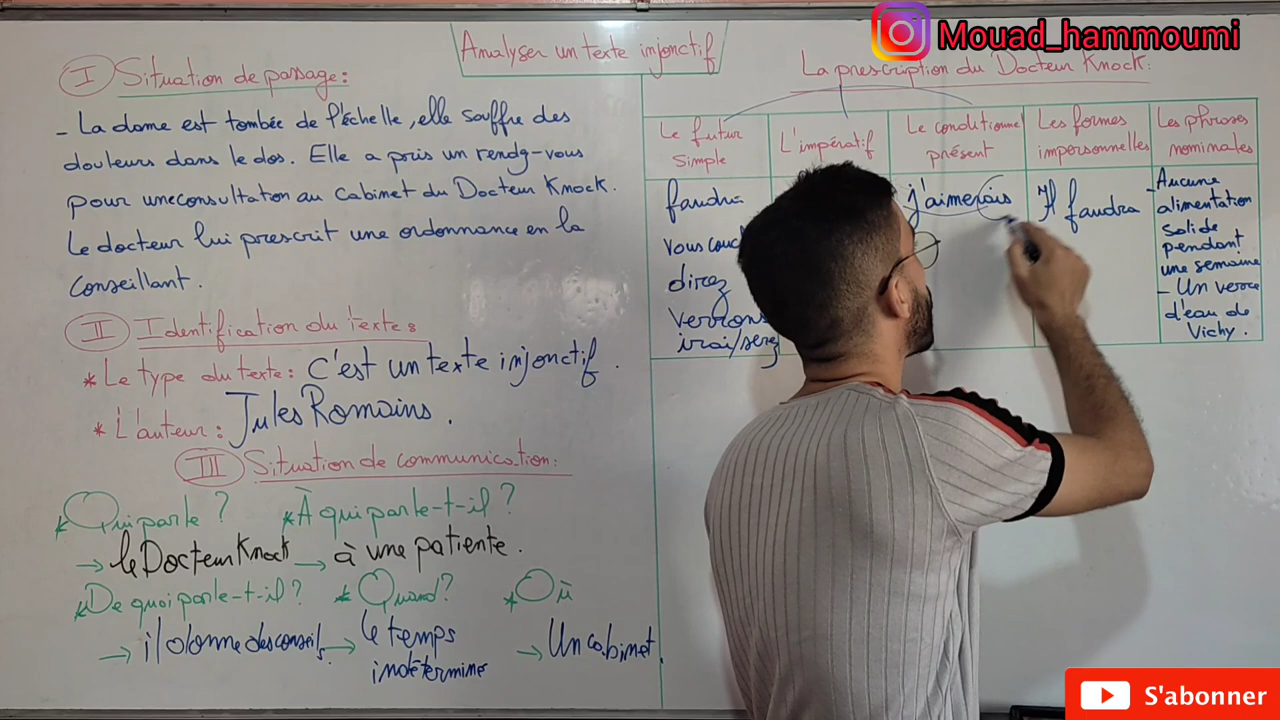 Analyser un texte injonctif
Mouad_hammoumi
I Situation de passage:
- La dame est tombée de l'échelle, elle souffre des
douleurs dans le dos. Elle a pris un rendez-vous
pour une consultation au cabinet du Docteur Knock.
Le docteur lui prescrit une ordonnance en la
conseillant.
II Identification du texte:
* Le type du texte: C'est un texte injonctif.
* L'auteur: Jules Romains.
III Situation de communication:
* Qui parle? * À qui parle-t-il?
→ le Docteur Knock → à une patiente.
* De quoi parle-t-il? * Quand? * Où
→ il donne des conseils. → le temps
indéterminé
→ Un cabinet.
La prescription du Docteur Knock:
Le futur
simple
L'impératif
Le conditionnel
présent
Les formes
impersonnelles
Les phrases
nominales
faudra
vous
direz
verrons
irai/serez
j'aimerais
Il faudra
- Aucune
alimentation
solide
pendant
une semaine
- Un verre
d'eau de
Vichy.
S'abonner